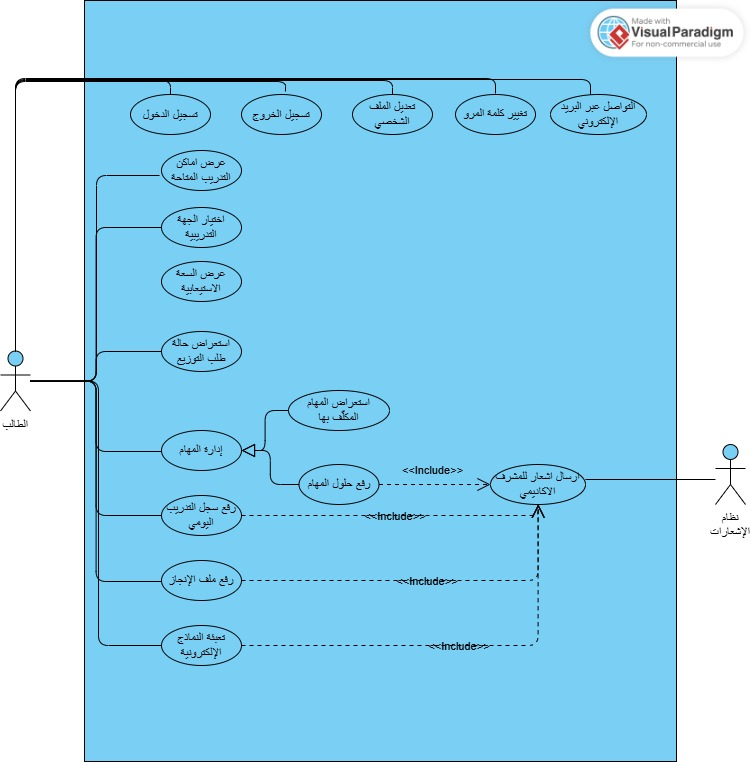 Made with
VisualParadigm
For non-commercial use
تسجيل الدخول
تسجيل الخروج
تعديل الملف
الشخصي
تغيير كلمة المرو
التواصل عبر البريد
الإلكتروني
عرض اماكن
التدريب المتاحة
اختيار الجهة
التدريبية
عرض السعة
الاستيعابية
استعراض حالة
طلب التوزيع
الطالب
استعراض المهام
المكلّف بها
إدارة المهام
رفع حلول المهام
<<Include>>
ارسال اشعار للمشرف
الاكاديمي
نظام
الإشعارات
رفع سجل التدريب
اليومي
<<Include>>
رفع ملف الإنجاز
<<Include>>
تعبئة النماذج
الإلكترونية
<<Include>>